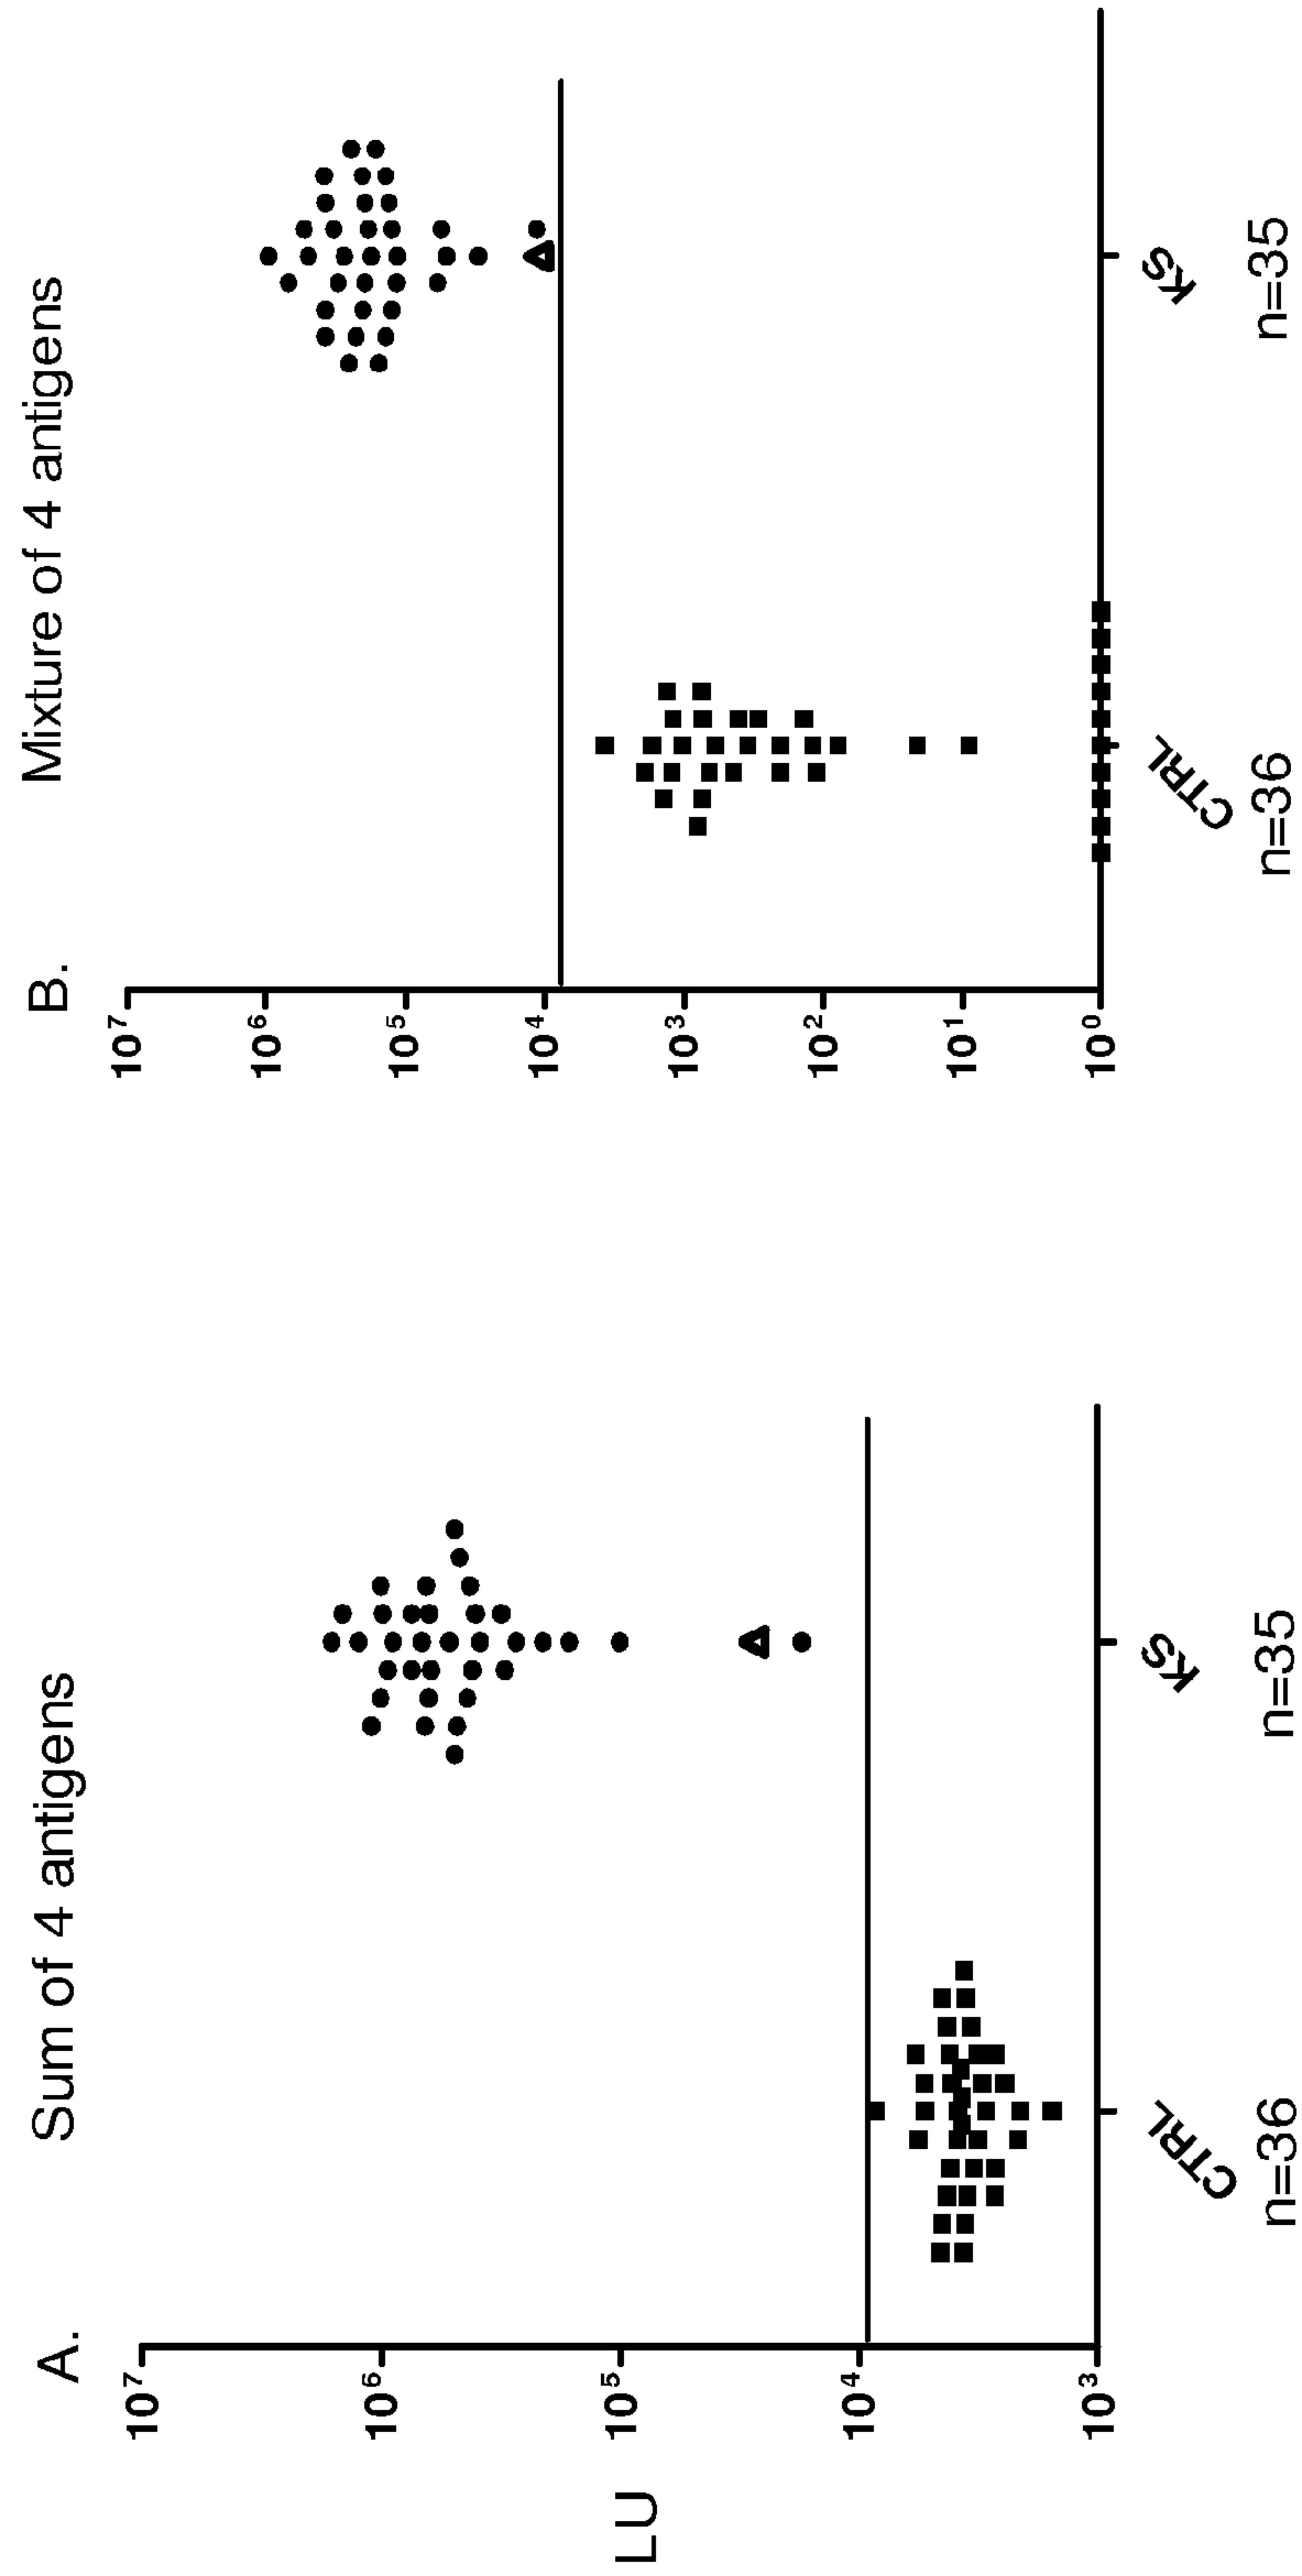 A.
Sum of 4 antigens
LU
10⁷
10⁶
10⁵
10⁴
10³
CTRL
KS
n=36
n=35
B.
Mixture of 4 antigens
10⁷
10⁶
10⁵
10⁴
10³
10²
10¹
10⁰
CTRL
KS
n=36
n=35